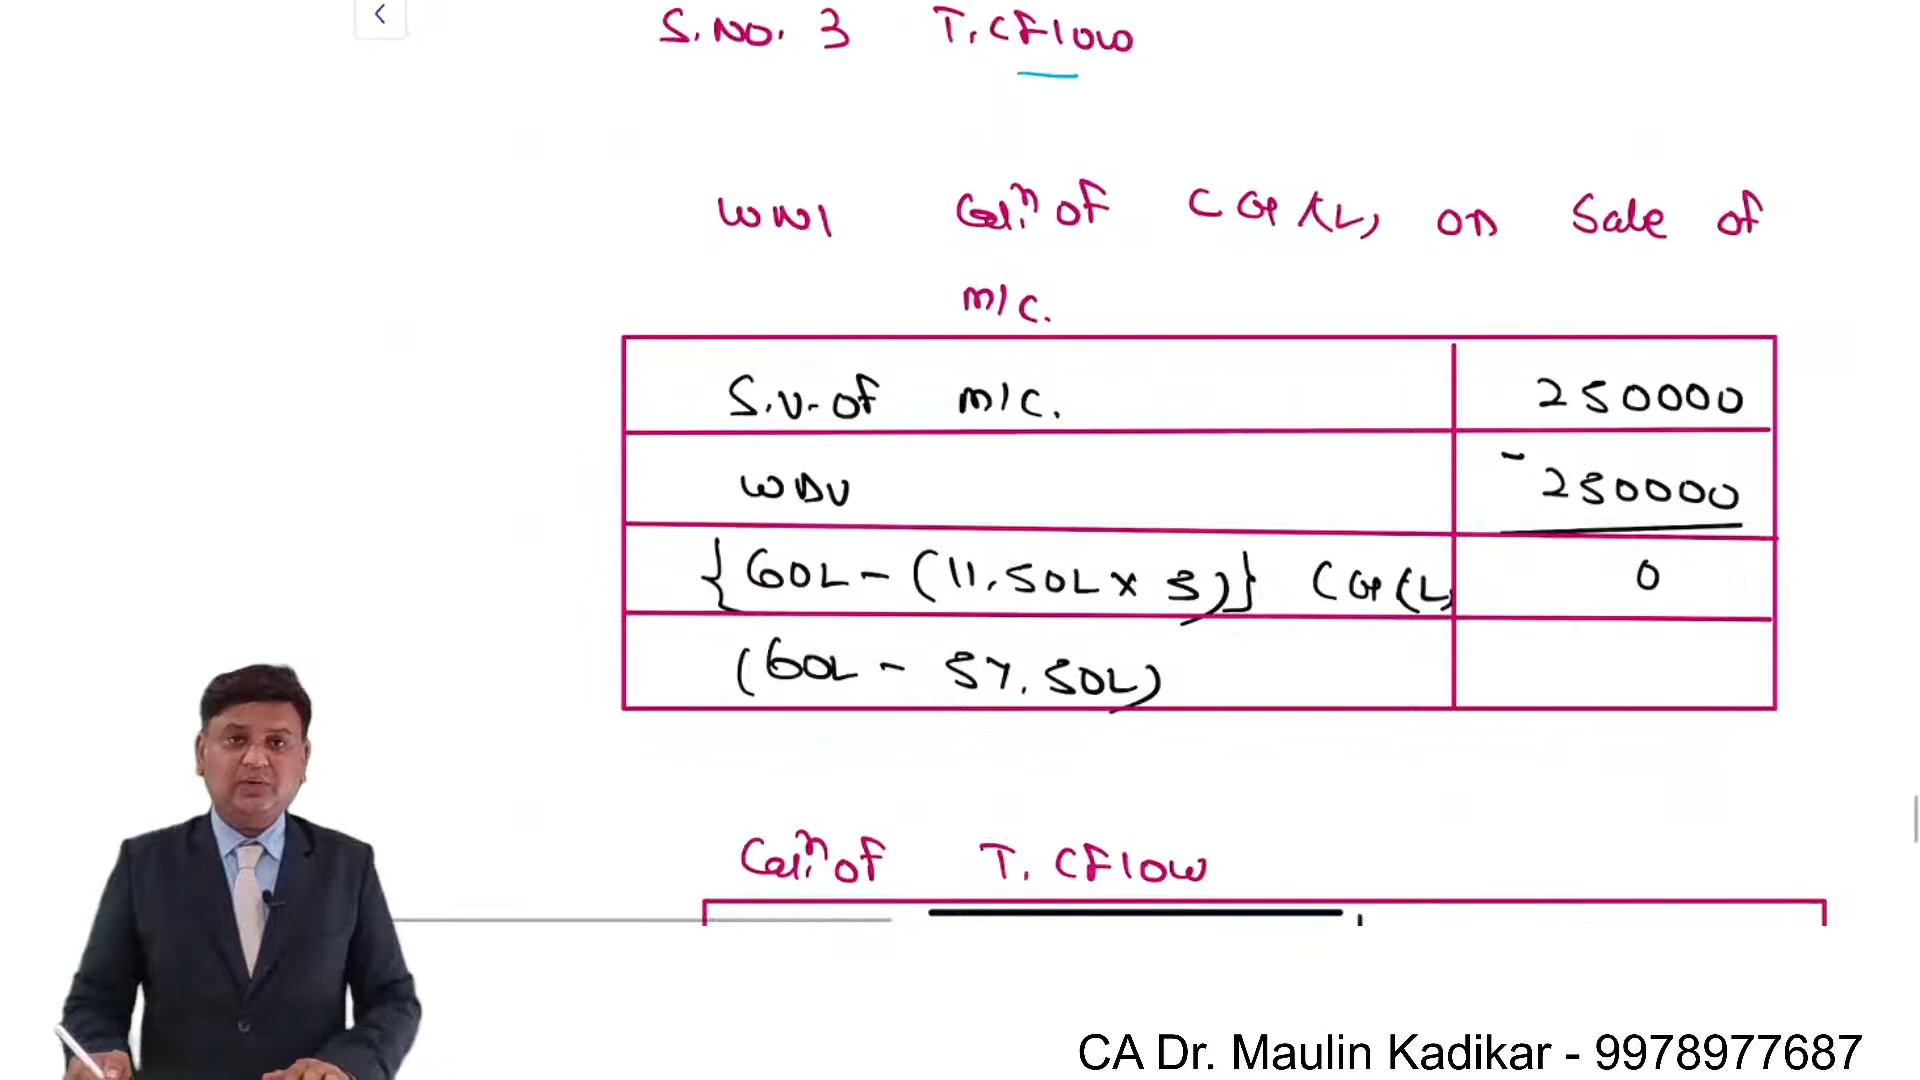 S.NO. 3 T.CFlow
WN1 Caln of CG/(L) on Sale of
m/c.
S.V. of m/c. 250000
WDV - 250000
{60L - (11.50L x 5)} CG/(L) 0
(60L - 57.50L)
Caln of T. CFlow
CA Dr. Maulin Kadikar - 9978977687